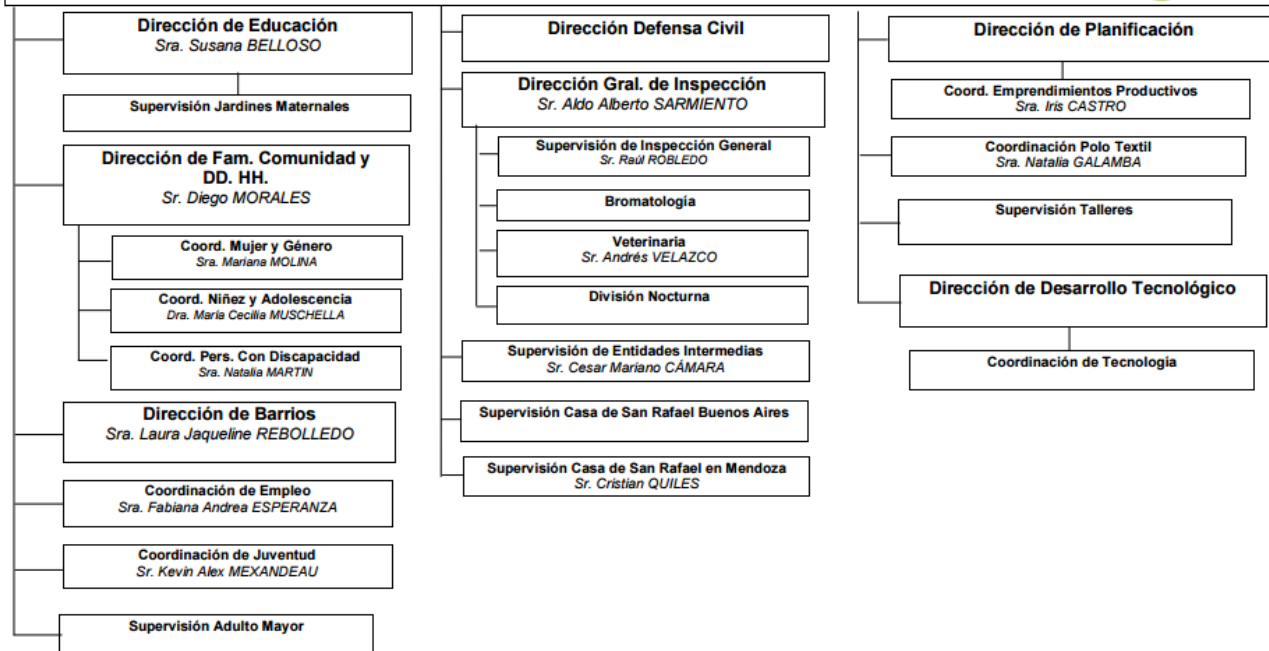 Dirección de Educación
Sra. Susana BELLOSO
Supervisión Jardines Maternales
Dirección de Fam. Comunidad y
DD. HH.
Sr. Diego MORALES
Coord. Mujer y Género
Sra. Mariana MOLINA
Coord. Niñez y Adolescencia
Dra. María Cecilia MUSCHELLA
Coord. Pers. Con Discapacidad
Sra. Natalia MARTIN
Dirección de Barrios
Sra. Laura Jaqueline REBOLLEDO
Coordinación de Empleo
Sra. Fabiana Andrea ESPERANZA
Coordinación de Juventud
Sr. Kevin Alex MEXANDEAU
Supervisión Adulto Mayor
Dirección Defensa Civil
Dirección Gral. de Inspección
Sr. Aldo Alberto SARMIENTO
Supervisión de Inspección General
Sr. Raúl ROBLEDO
Bromatología
Veterinaria
Sr. Andrés VELAZCO
División Nocturna
Supervisión de Entidades Intermedias
Sr. Cesar Mariano CÁMARA
Supervisión Casa de San Rafael Buenos Aires
Supervisión Casa de San Rafael en Mendoza
Sr. Cristian QUILES
Dirección de Planificación
Coord. Emprendimientos Productivos
Sra. Iris CASTRO
Coordinación Polo Textil
Sra. Natalia GALAMBA
Supervisión Talleres
Dirección de Desarrollo Tecnológico
Coordinación de Tecnología